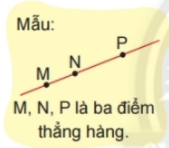 Mẫu:
P
N
M
M, N, P là ba điểm
thẳng hàng.